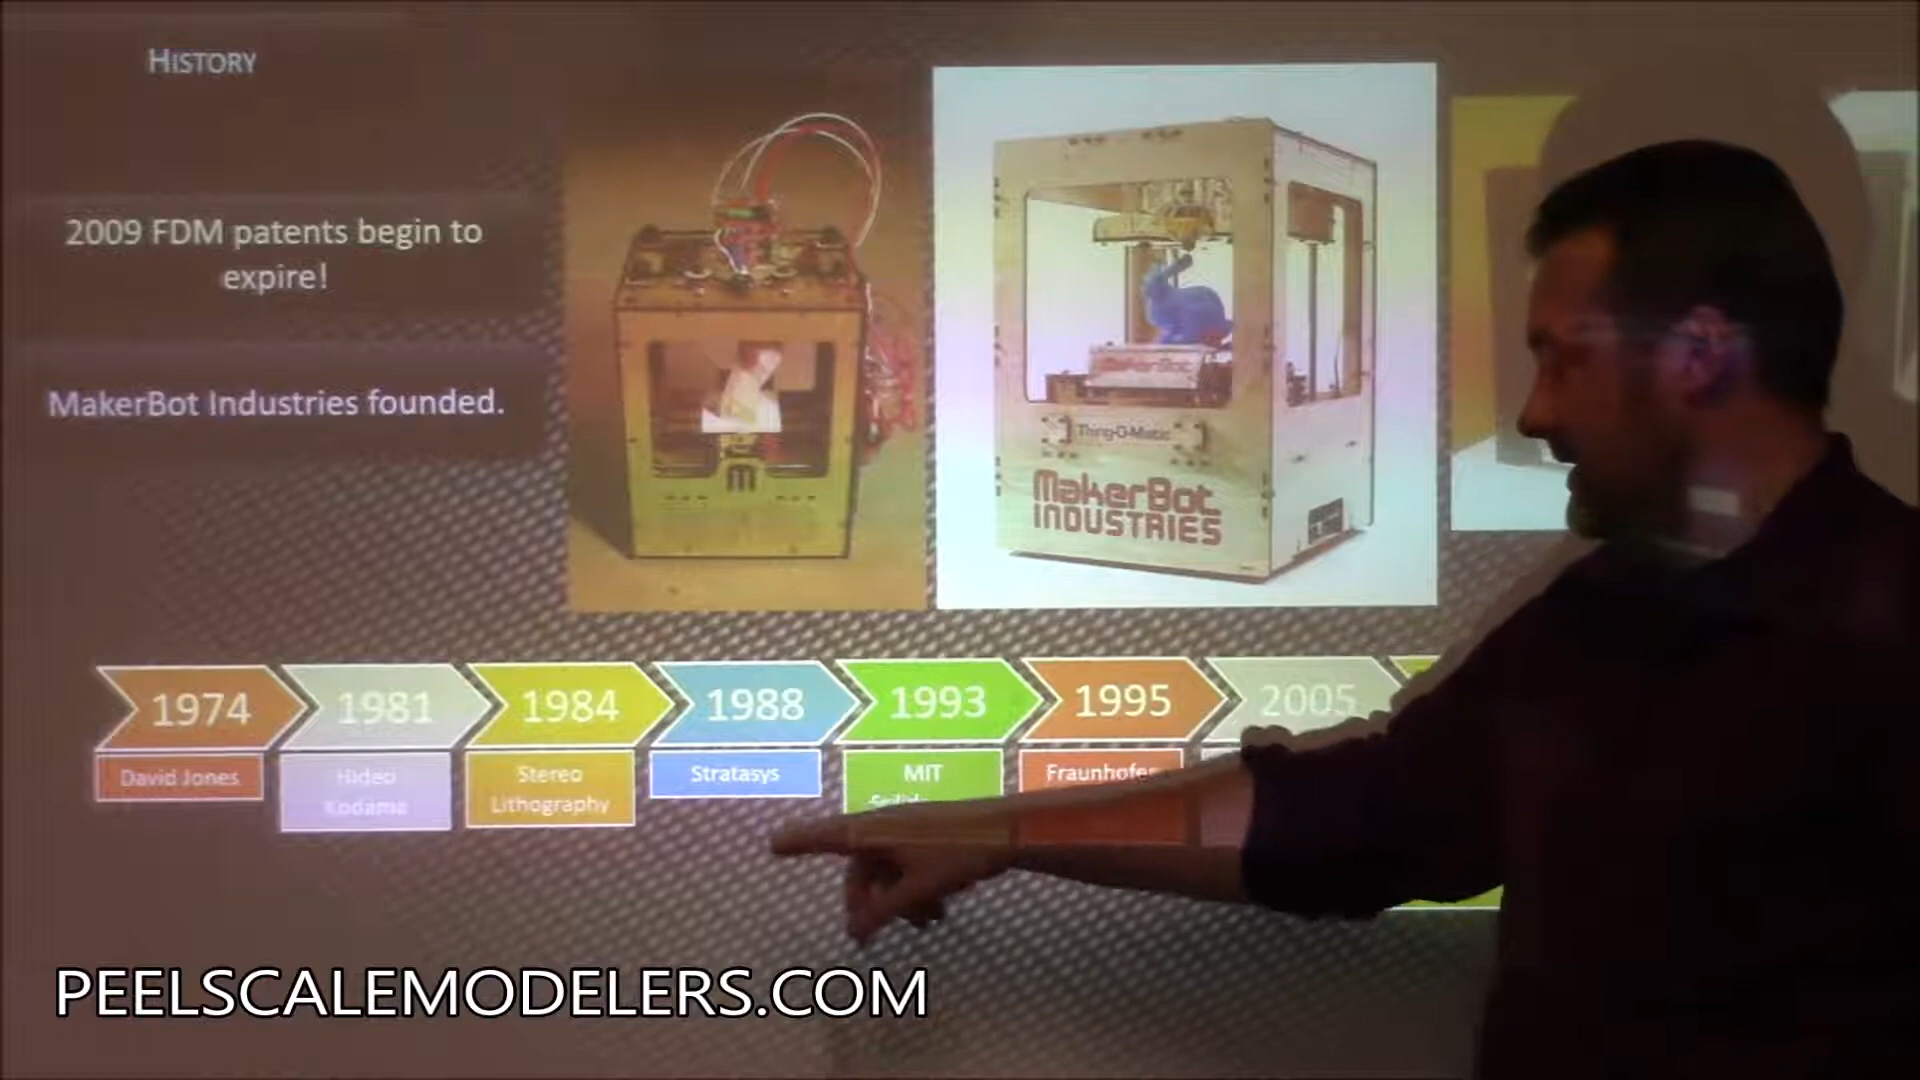 HISTORY
2009 FDM patents begin to
expire!
MakerBot Industries founded.
MakerBot
Thing-O-Matic
MakerBot
INDUSTRIES
M
1974
1981
1984
1988
1993
1995
2005
David Jones
Hideo
Kodama
Stereo
Lithography
Stratasys
MIT
Fraunhofer
PEELSCALEMODELERS.COM